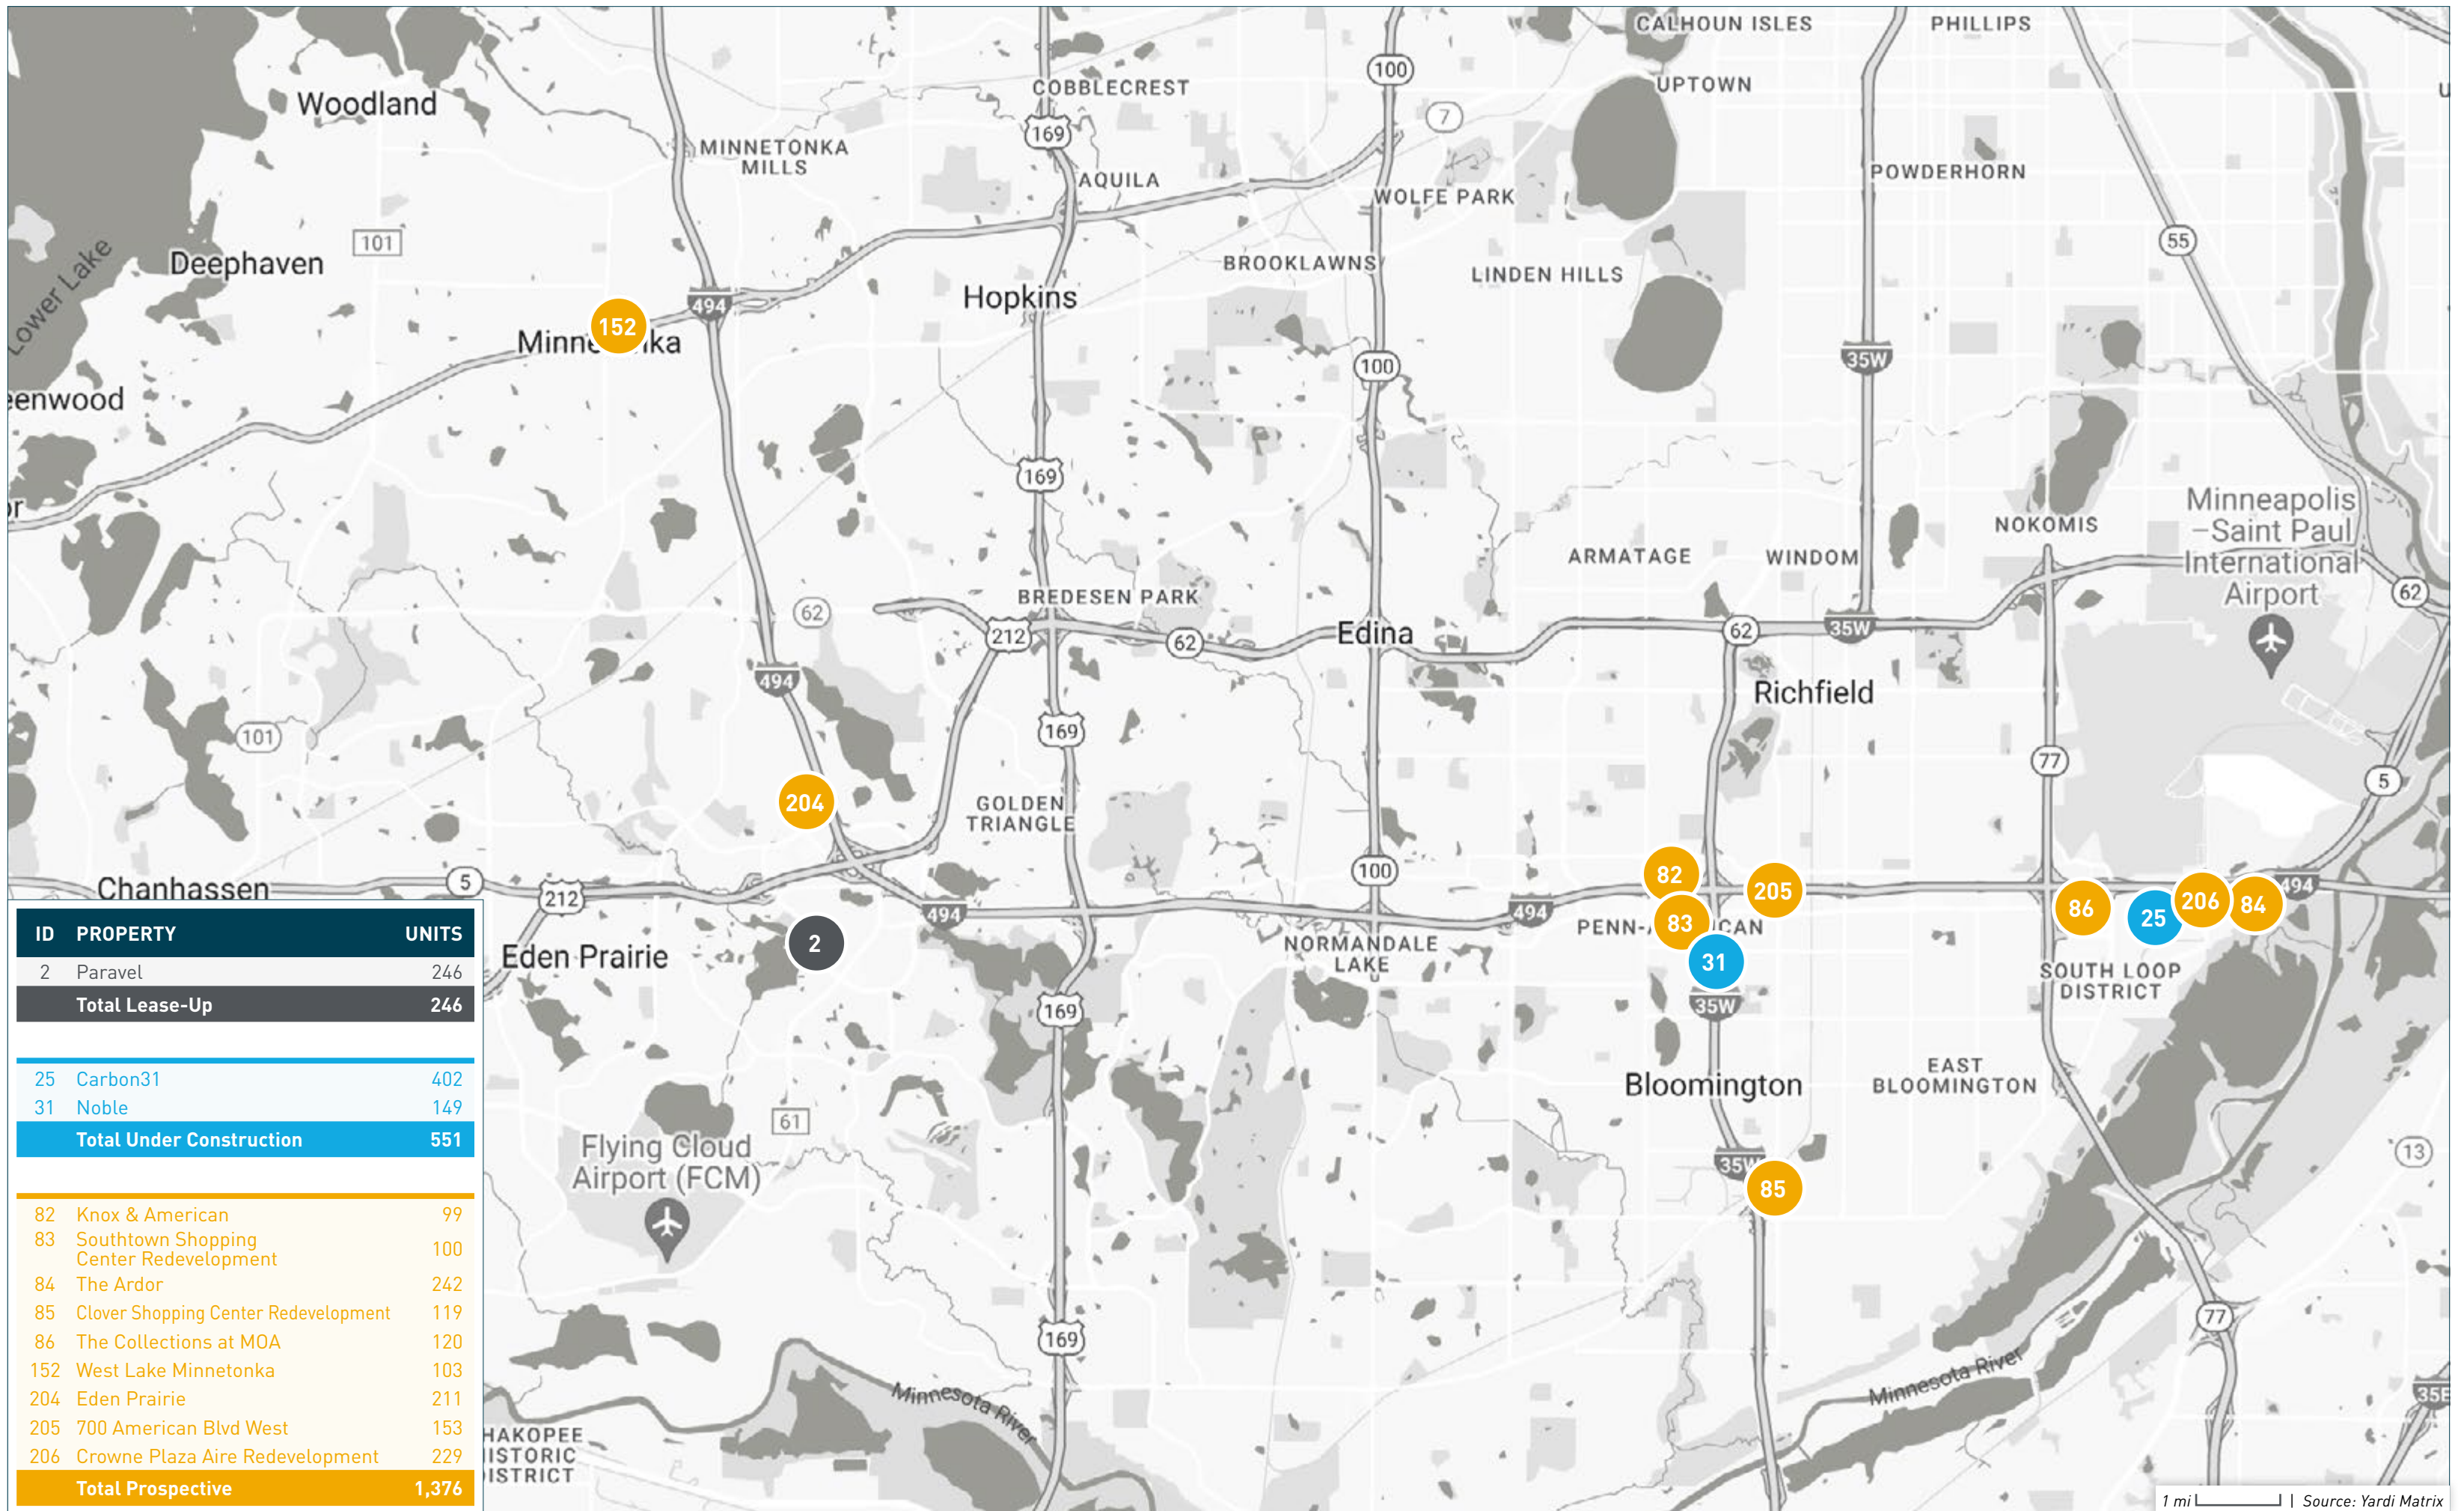 CALHOUN ISLES
PHILLIPS
UPTOWN
COBBLECREST
100
Woodland
7
169
MINNETONKA
MILLS
AQUILA
POWDERHORN
WOLFE PARK
101
55
Deephaven
BROOKLAWNS
LINDEN HILLS
Lower Lake
Hopkins
494
152
Minne ka
35W
100
eenwood
169
or
Minneapolis
–Saint Paul
International
Airport
NOKOMIS
ARMATAGE
WINDOM
BREDESEN PARK
62
62
212
62
Edina
62
35W
494
Richfield
169
101
77
5
204
GOLDEN
TRIANGLE
100
82
205
494
Chanhassen
5
212
494
494
86
25
206
84
PENN- ICAN
83
2
Eden Prairie
NORMANDALE
LAKE
31
SOUTH LOOP
DISTRICT
35W
169
Bloomington
EAST
BLOOMINGTON
61
Flying Cloud
Airport (FCM)
13
35W
85
169
77
Minnesota River
Minnesota River
35E
HAKOPEE
ISTORIC
ISTRICT
ID PROPERTY UNITS
2 Paravel 246
Total Lease-Up 246
25 Carbon31 402
31 Noble 149
Total Under Construction 551
82 Knox & American 99
83 Southtown Shopping
Center Redevelopment 100
84 The Ardor 242
85 Clover Shopping Center Redevelopment 119
86 The Collections at MOA 120
152 West Lake Minnetonka 103
204 Eden Prairie 211
205 700 American Blvd West 153
206 Crowne Plaza Aire Redevelopment 229
Total Prospective 1,376
1 mi | Source: Yardi Matrix